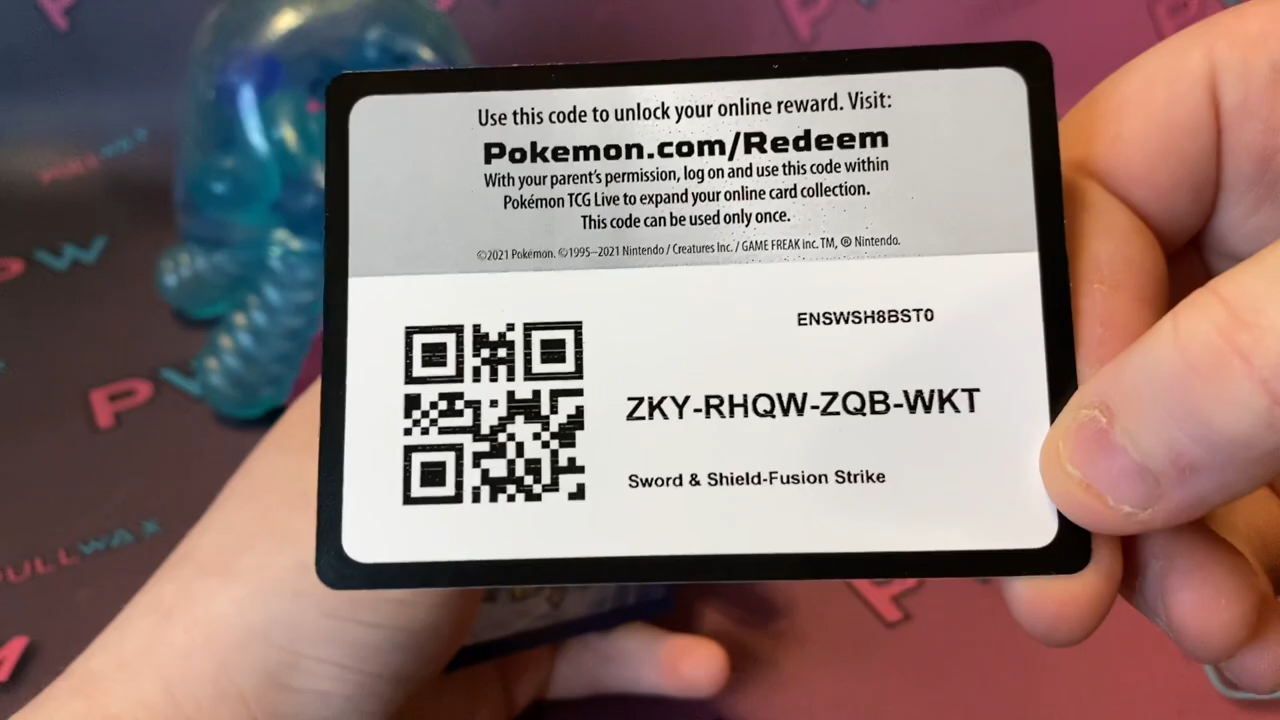 Use this code to unlock your online reward. Visit:
Pokemon.com/Redeem
With your parent's permission, log on and use this code within
Pokémon TCG Live to expand your online card collection.
This code can be used only once.
©2021 Pokémon. ©1995–2021 Nintendo / Creatures Inc. / GAME FREAK inc. TM, ® Nintendo.
ENSWSH8BST0
ZKY-RHQW-ZQB-WKT
Sword & Shield-Fusion Strike